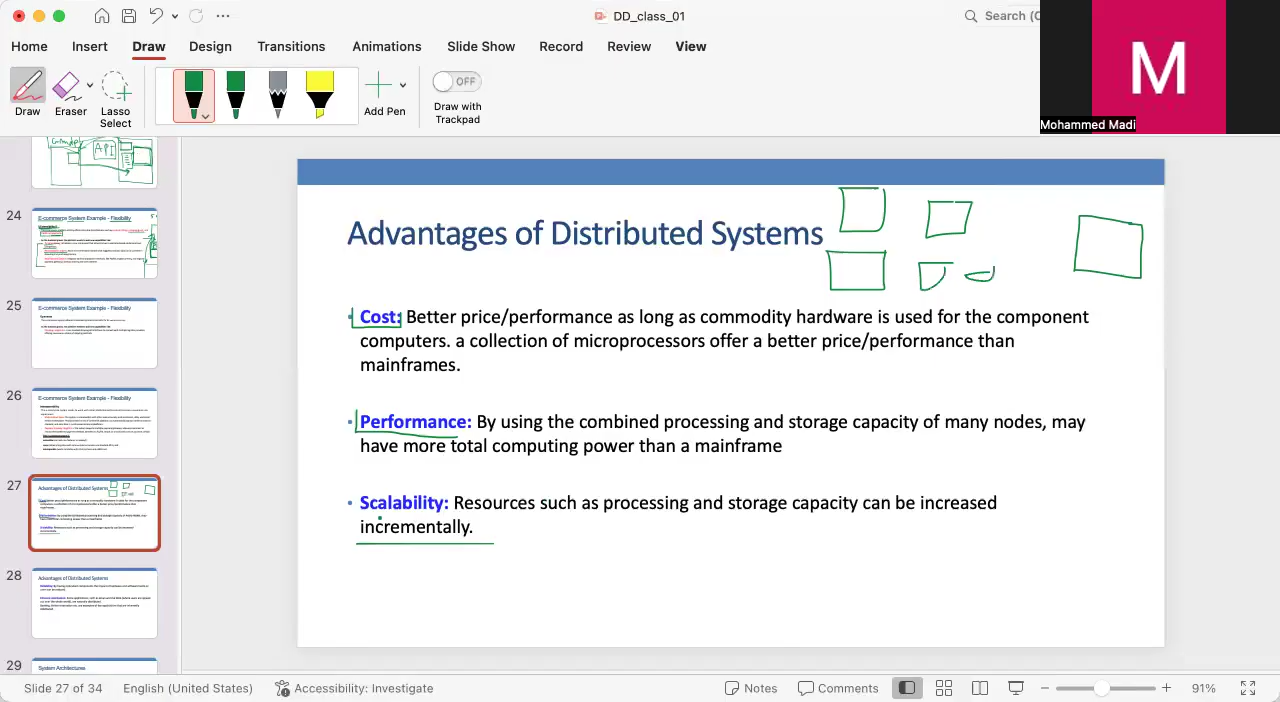 DD_class_01
Search (C
Home Insert Draw Design Transitions Animations Slide Show Record Review View
Draw Eraser Lasso Select Add Pen OFF Draw with Trackpad
M
Mohammed Madi
API
24
E-commerce System Example - Flexibility
25
E-commerce System Example - Flexibility
26
E-commerce System Example - Flexibility
27
Advantages of Distributed Systems
28
Advantages of Distributed Systems
29
System Architectures
Advantages of Distributed Systems
• Cost: Better price/performance as long as commodity hardware is used for the component
computers. a collection of microprocessors offer a better price/performance than
mainframes.
• Performance: By using the combined processing and storage capacity of many nodes, may
have more total computing power than a mainframe
• Scalability: Resources such as processing and storage capacity can be increased
incrementally.
Slide 27 of 34 English (United States) Accessibility: Investigate Notes Comments 91%